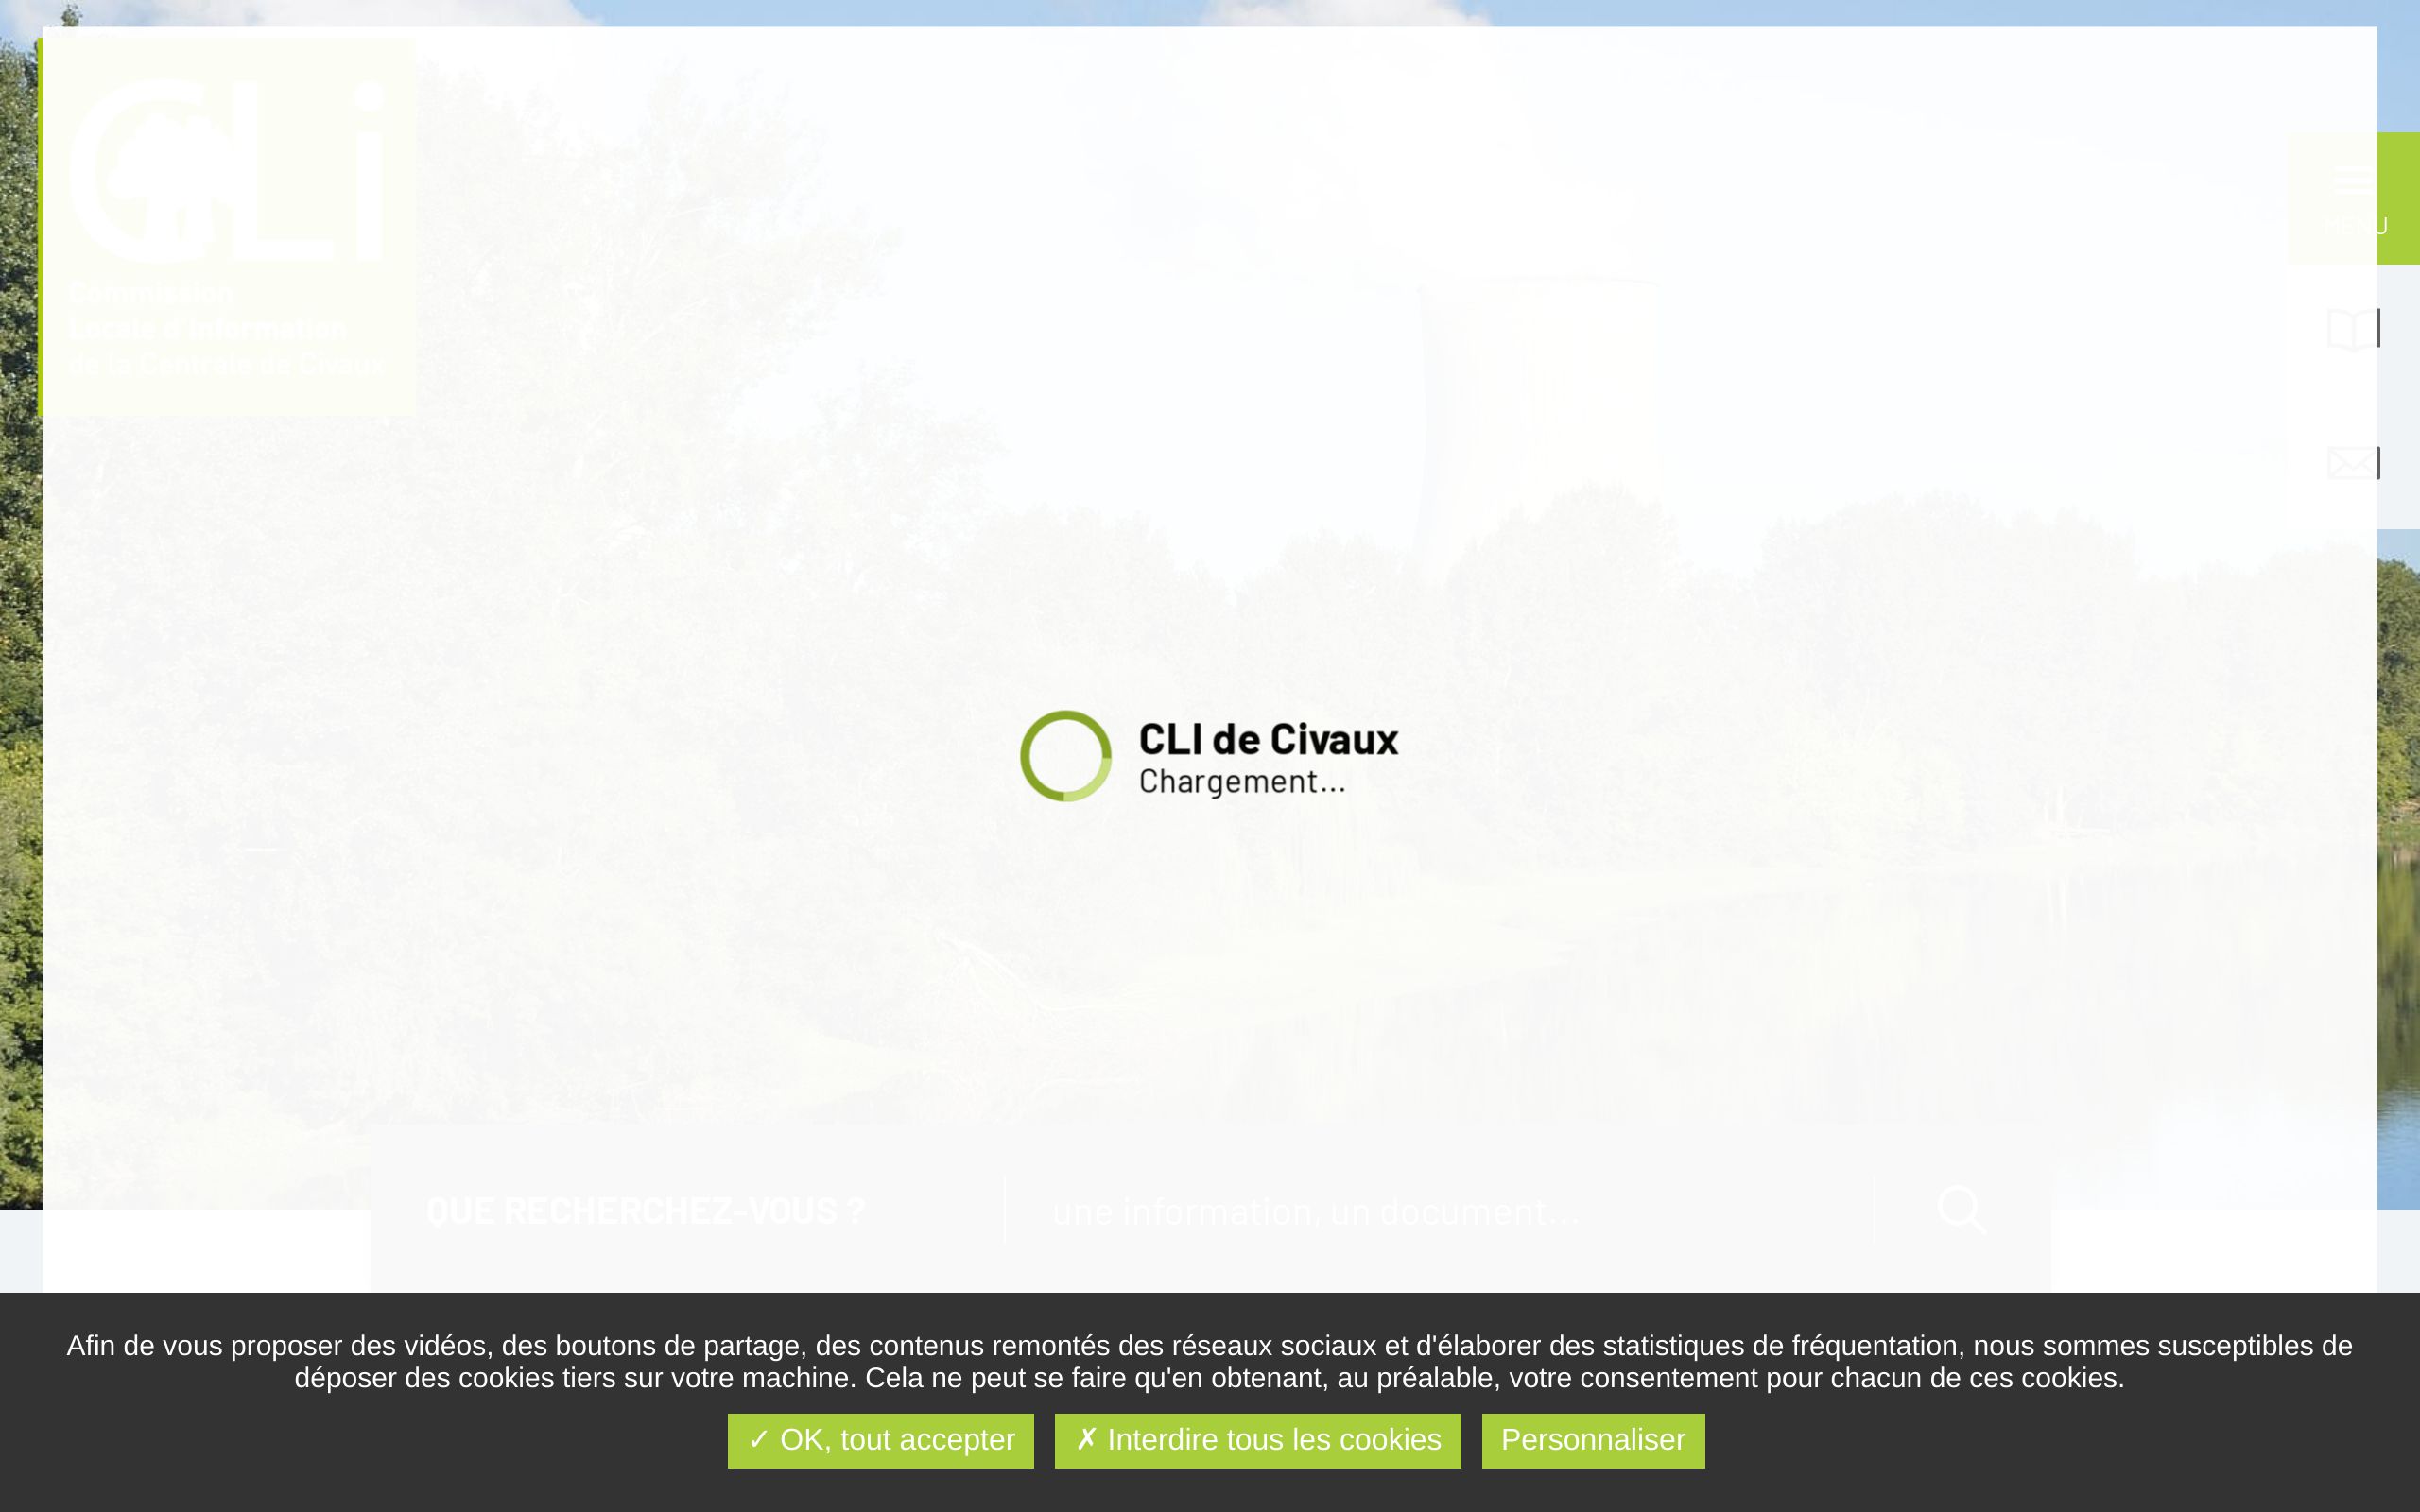 CLi
Commission
Locale d'Information
de la Centrale de Civaux
U
CLI de Civaux
Chargement...
QUE RECHERCHEZ-VOUS ?
une information, un document...
Afin de vous proposer des vidéos, des boutons de partage, des contenus remontés des réseaux sociaux et d'élaborer des statistiques de fréquentation, nous sommes susceptibles de
déposer des cookies tiers sur votre machine. Cela ne peut se faire qu'en obtenant, au préalable, votre consentement pour chacun de ces cookies.
✓ OK, tout accepter
✗ Interdire tous les cookies
Personnaliser